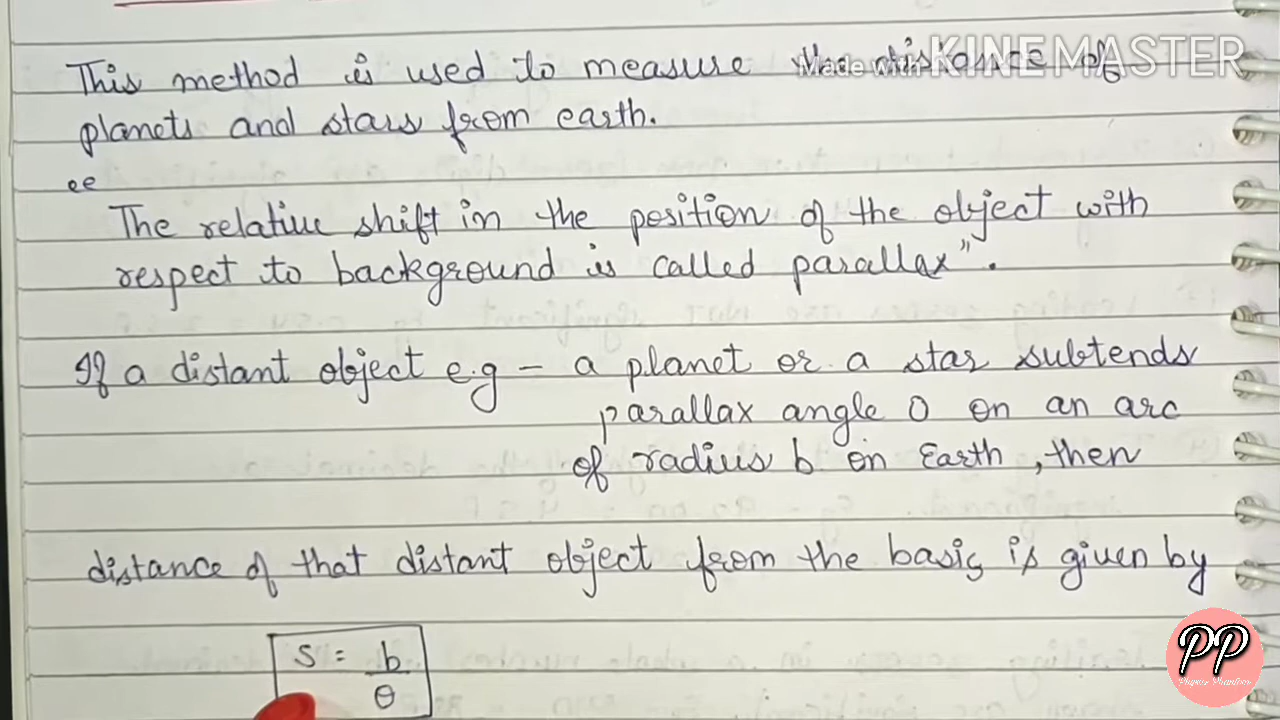 This method is used to measure the distance of
Made with KINEMASTER
planets and stars from earth.
"
The relative shift in the position of the object with
respect to background is called parallax".
If a distant object e.g - a planet or a star subtends
parallax angle O on an arc
of radius b on Earth, then
distance of that distant object from the basis is given by
S = b
θ
PP